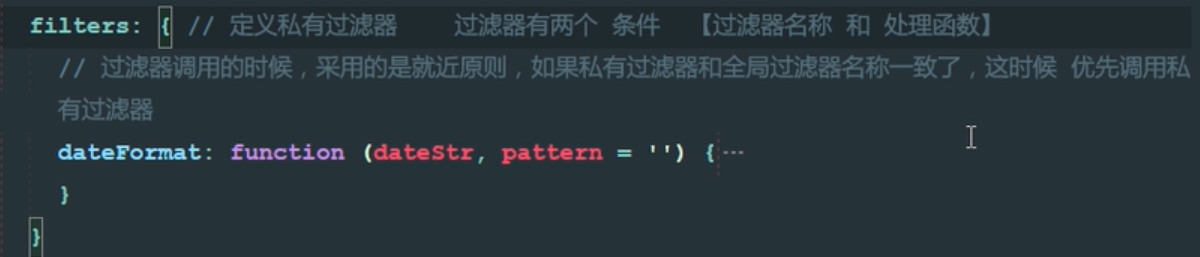 filters: { // 定义私有过滤器    过滤器有两个 条件  【过滤器名称 和 处理函数】
// 过滤器调用的时候，采用的是就近原则，如果私有过滤器和全局过滤器名称一致了，这时候 优先调用私
有过滤器
dateFormat: function (dateStr, pattern = '') {···
}
}